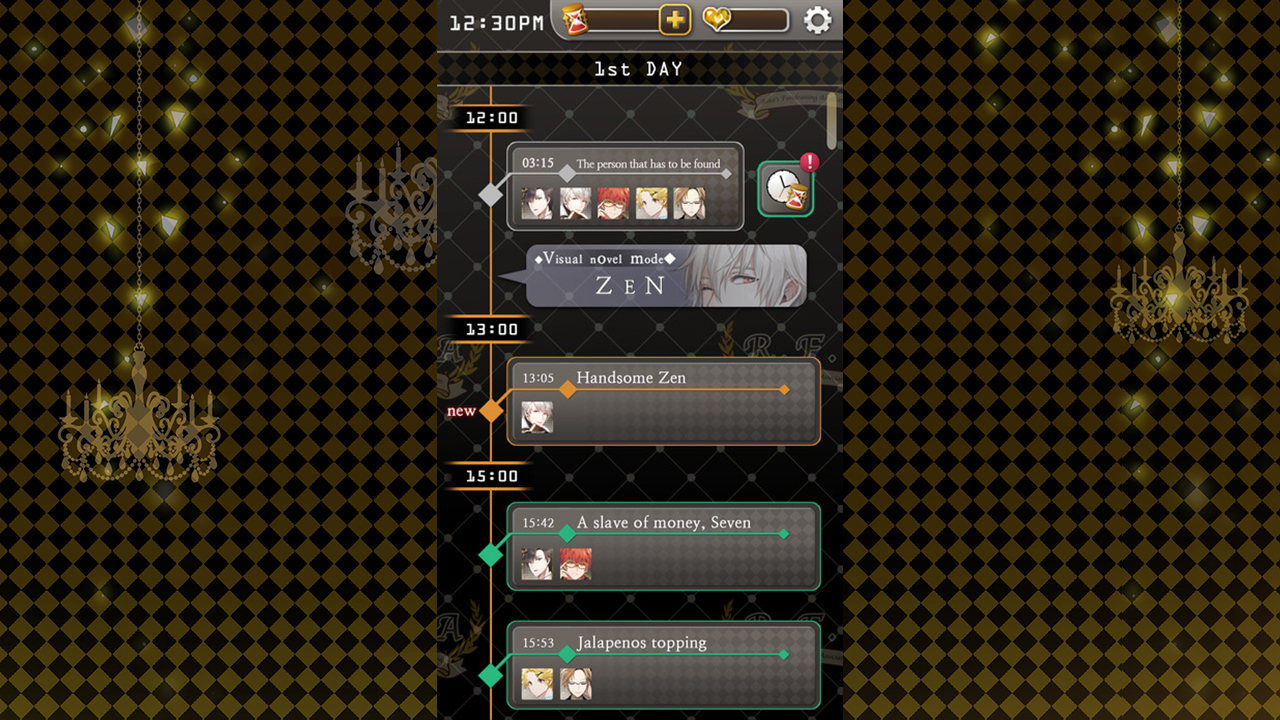 12:30PM
1st DAY
12:00
03:15 The person that has to be found
!
◆Visual novel mode◆
ZEN
13:00
R. F.
13:05 Handsome Zen
new
15:00
15:42 A slave of money, Seven
15:53 Jalapenos topping